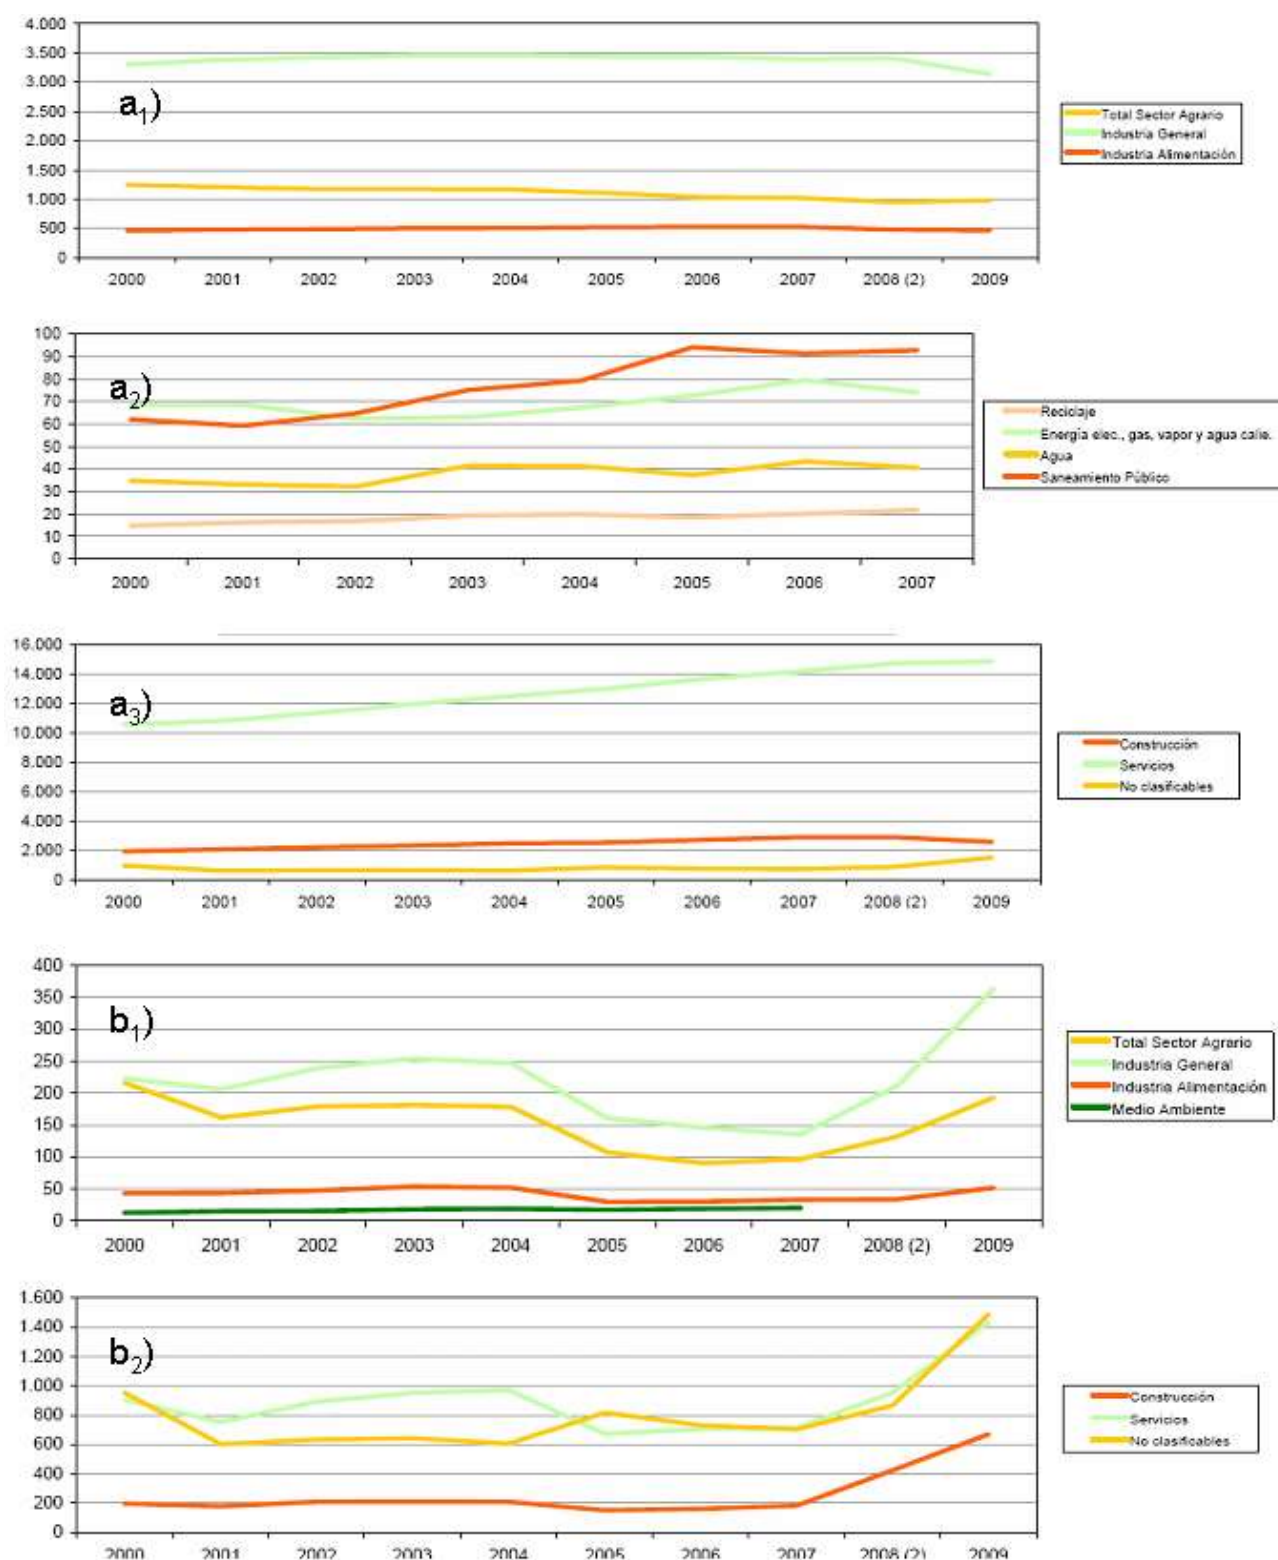 4.000
3.500
3.000
2.500
2.000
1.500
1.000
500
0
a1)
2000 2001 2002 2003 2004 2005 2006 2007 2008 (2) 2009
Total Sector Agrario
Industria General
Industria Alimentación
100
90
80
70
60
50
40
30
20
10
0
a2)
2000 2001 2002 2003 2004 2005 2006 2007
Reciclaje
Energía elec., gas, vapor y agua calie.
Agua
Saneamiento Público
16.000
14.000
12.000
10.000
8.000
6.000
4.000
2.000
0
a3)
2000 2001 2002 2003 2004 2005 2006 2007 2008 (2) 2009
Construcción
Servicios
No clasificables
400
350
300
250
200
150
100
50
0
b1)
2000 2001 2002 2003 2004 2005 2006 2007 2008 (2) 2009
Total Sector Agrario
Industria General
Industria Alimentación
Medio Ambiente
1.600
1.400
1.200
1.000
800
600
400
200
0
b2)
2000 2001 2002 2003 2004 2005 2006 2007 2008 (2) 2009
Construcción
Servicios
No clasificables